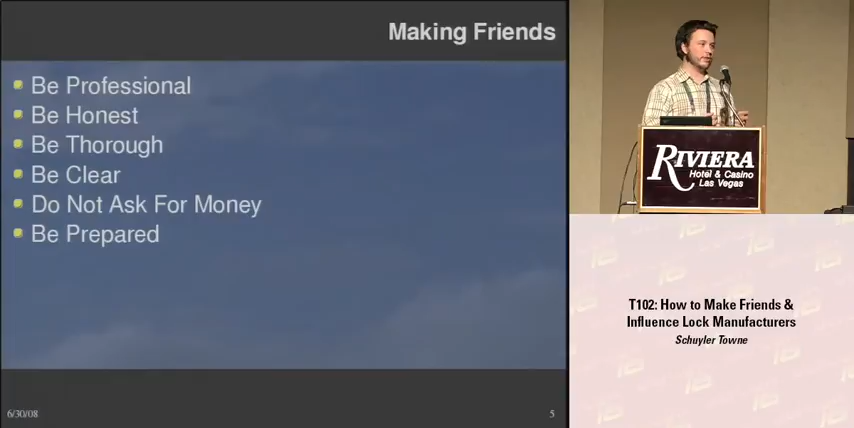 Making Friends
Be Professional
Be Honest
Be Thorough
Be Clear
Do Not Ask For Money
Be Prepared
6/30/08
5
RIVIERA
Hotel & Casino
Las Vegas
T102: How to Make Friends &
Influence Lock Manufacturers
Schuyler Towne